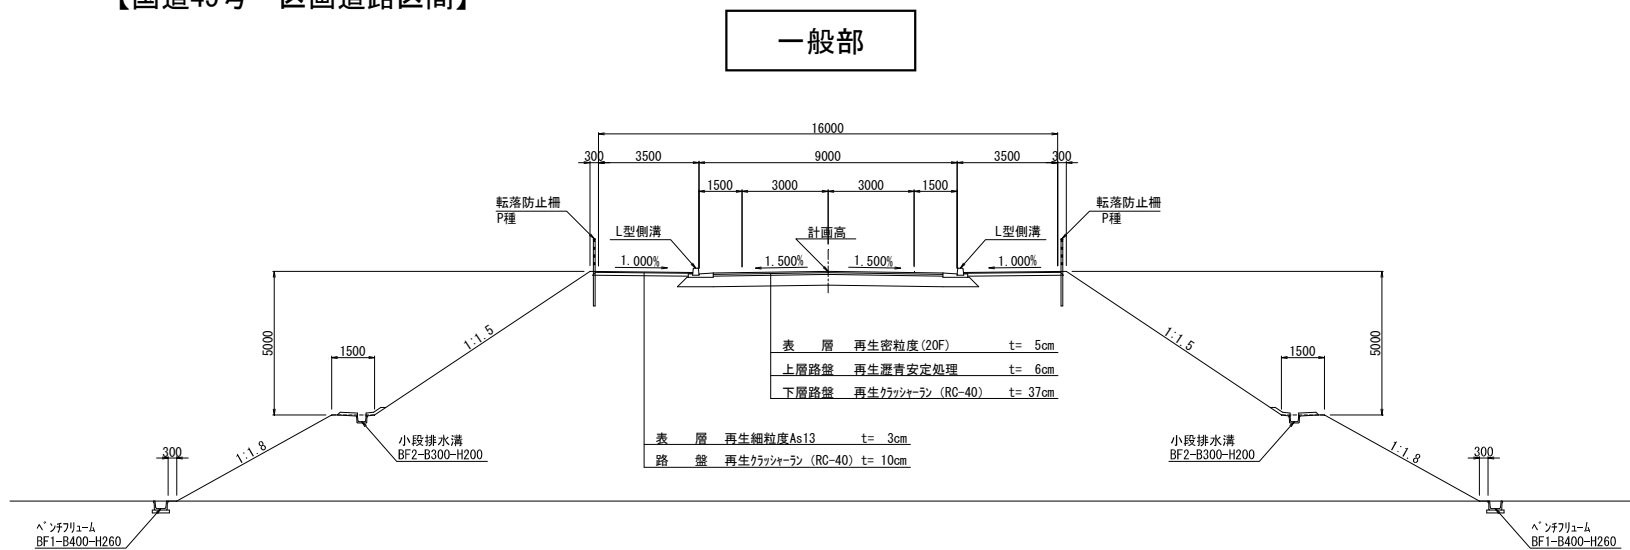 【国道49号 区画道路区間】
一般部
16000
300 3500 9000 3500 300
1500 3000 3000 1500
転落防止柵
P種
転落防止柵
P種
L型側溝
計画高
L型側溝
1.000% 1.500% 1.500% 1.000%
5000
1:1.5
1:1.5
5000
1500
1500
表 層 再生密粒度(20F) t= 5cm
上層路盤 再生瀝青安定処理 t= 6cm
下層路盤 再生クラッシャーラン (RC-40) t= 37cm
表 層 再生細粒度As13 t= 3cm
路 盤 再生クラッシャーラン (RC-40) t= 10cm
小段排水溝
BF2-B300-H200
小段排水溝
BF2-B300-H200
1:1.8
1:1.8
300
300
ベンチフリューム
BF1-B400-H260
ベンチフリューム
BF1-B400-H260